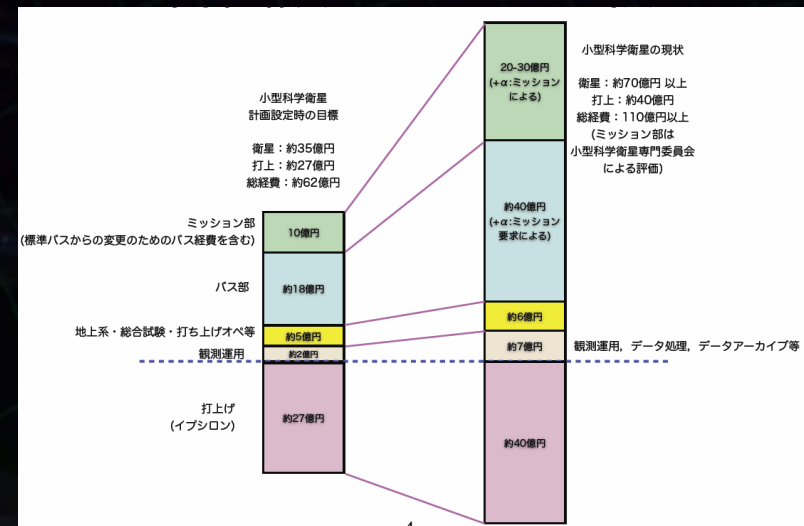 小型科学衛星
計画設定時の目標
衛星：約35億円
打上：約27億円
総経費：約62億円
ミッション部
(標準バスからの変更のためのバス経費を含む)
10億円
バス部
約18億円
地上系・総合試験・打ち上げオペ等
約5億円
観測運用
約2億円
打上げ
(イプシロン)
約27億円
20-30億円
(+α:ミッション
による)
約40億円
(+α:ミッション
要求による)
約6億円
約7億円
約40億円
小型科学衛星の現状
衛星：約70億円 以上
打上：約40億円
総経費：110億円以上
(ミッション部は
小型科学衛星専門委員会
による評価)
観測運用，データ処理，データアーカイブ等